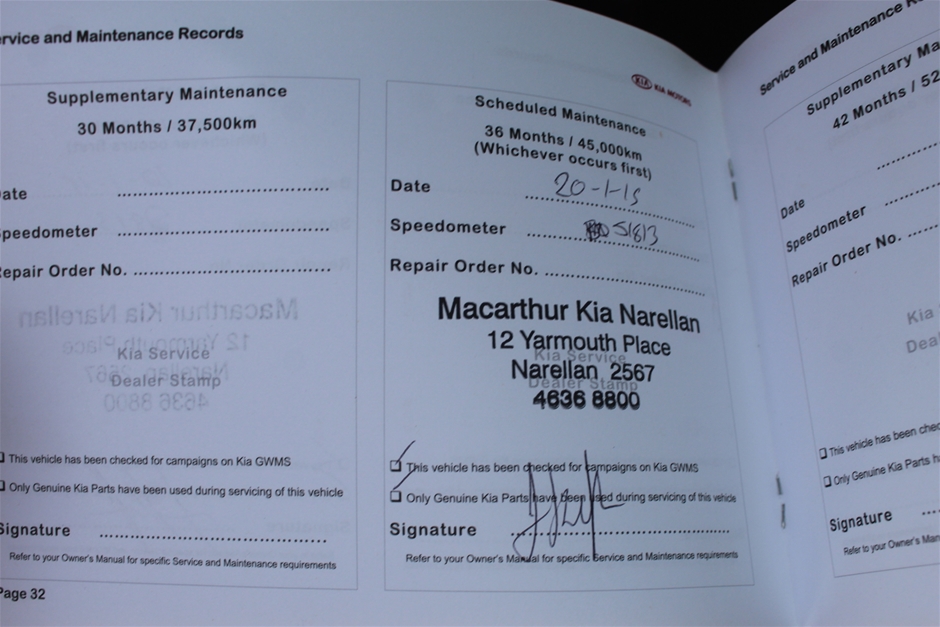 rvice and Maintenance Records
Supplementary Maintenance
30 Months / 37,500km
ate ................................
peedometer ................................
epair Order No. ................................
Kia Service
Dealer Stamp
This vehicle has been checked for campaigns on Kia GWMS
Only Genuine Kia Parts have been used during servicing of this vehicle
Signature ................................
Refer to your Owner's Manual for specific Service and Maintenance requirements
Page 32
KIA KIA MOTORS
Scheduled Maintenance
36 Months / 45,000km
(Whichever occurs first)
Date 20-1-15
Speedometer 51813
Repair Order No. ................................
Macarthur Kia Narellan
12 Yarmouth Place
Kia Service
Narellan 2567
Dealer Stamp
4636 8800
This vehicle has been checked for campaigns on Kia GWMS
Only Genuine Kia Parts have been used during servicing of this vehicle
Signature
Refer to your Owner's Manual for specific Service and Maintenance requirements
Service and Maintenance R
Supplementary Ma
42 Months / 52
Date
Speedometer
Repair Order No.
Kia
Deal
This vehicle has been chec
Only Genuine Kia Parts h
Signature
Refer to your Owner's Man